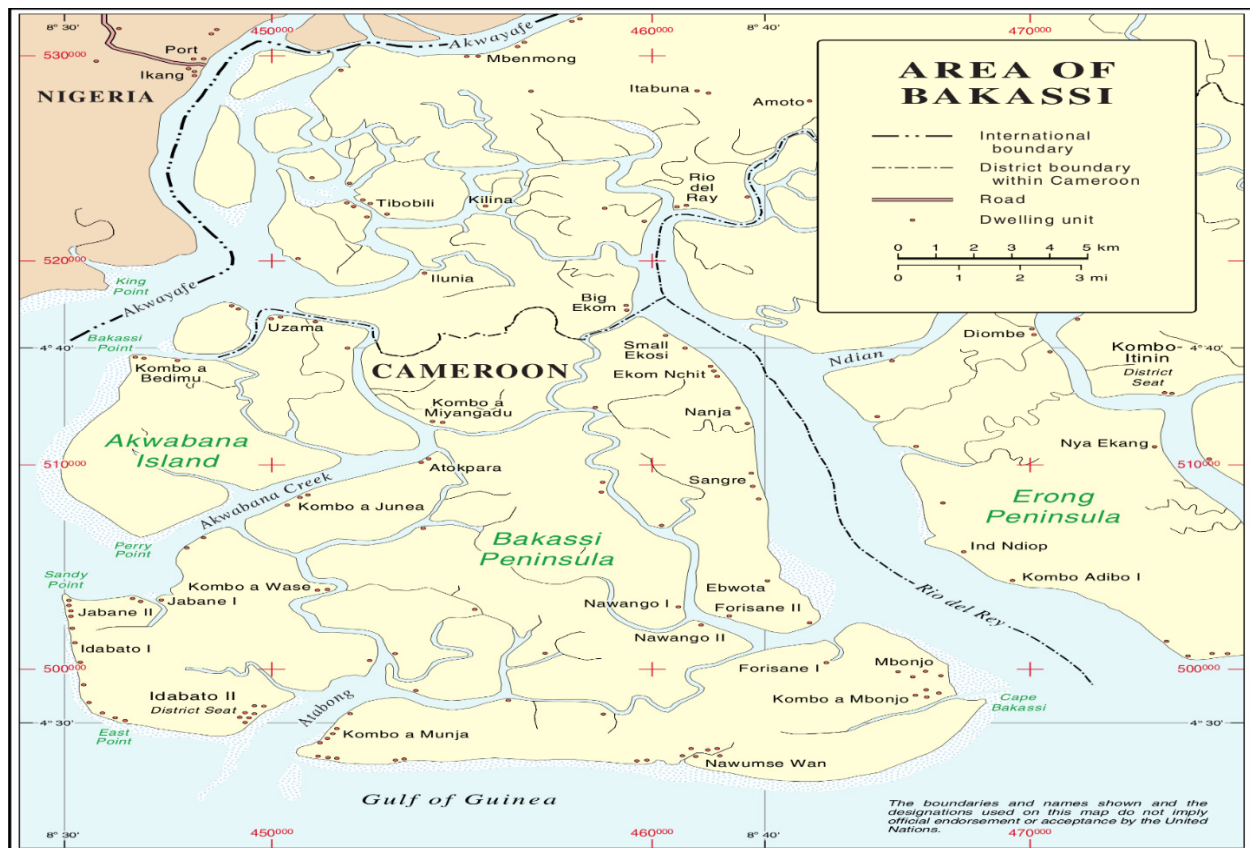 8° 30'
450000
460000
8° 40'
470000
530000
Port
Ikang
Akwayafe
Mbenmong
NIGERIA
Itabuna
Amoto
AREA OF
BAKASSI
International
boundary
District boundary
within Cameroon
Road
Dwelling unit
0 1 2 3 4 5 km
0 1 2 3 mi
Rio
del
Ray
Tibobili
Kilina
520000
King
Point
Akwayafe
Ilunia
Big
Ekom
Uzama
Bakassi
Point
4° 40'
Kombo a
Bedimu
CAMEROON
Small
Ekosi
Ekom Nchit
Ndian
Diombe
Kombo-
Itinin
District
Seat
4° 40'
Kombo a
Miyangadu
Nanja
Akwabana
Island
Nya Ekang
510000
Atokpara
510000
Sangre
Akwabana Creek
Kombo a Junea
Erong
Peninsula
Bakassi
Peninsula
Perry
Point
Ind Ndiop
Sandy
Point
Kombo a Wase
Ebwota
Kombo Adibo I
Jabane II
Jabane I
Nawango I
Forisane II
Rio del Rey
Idabato I
Nawango II
500000
Forisane I
Mbonjo
500000
Idabato II
District Seat
Atabong
Kombo a Mbonjo
Cape
Bakassi
4° 30'
East
Point
Kombo a Munja
4° 30'
Nawumse Wan
Gulf of Guinea
The boundaries and names shown and the
designations used on this map do not imply
official endorsement or acceptance by the United
Nations.
8° 30'
450000
460000
8° 40'
470000